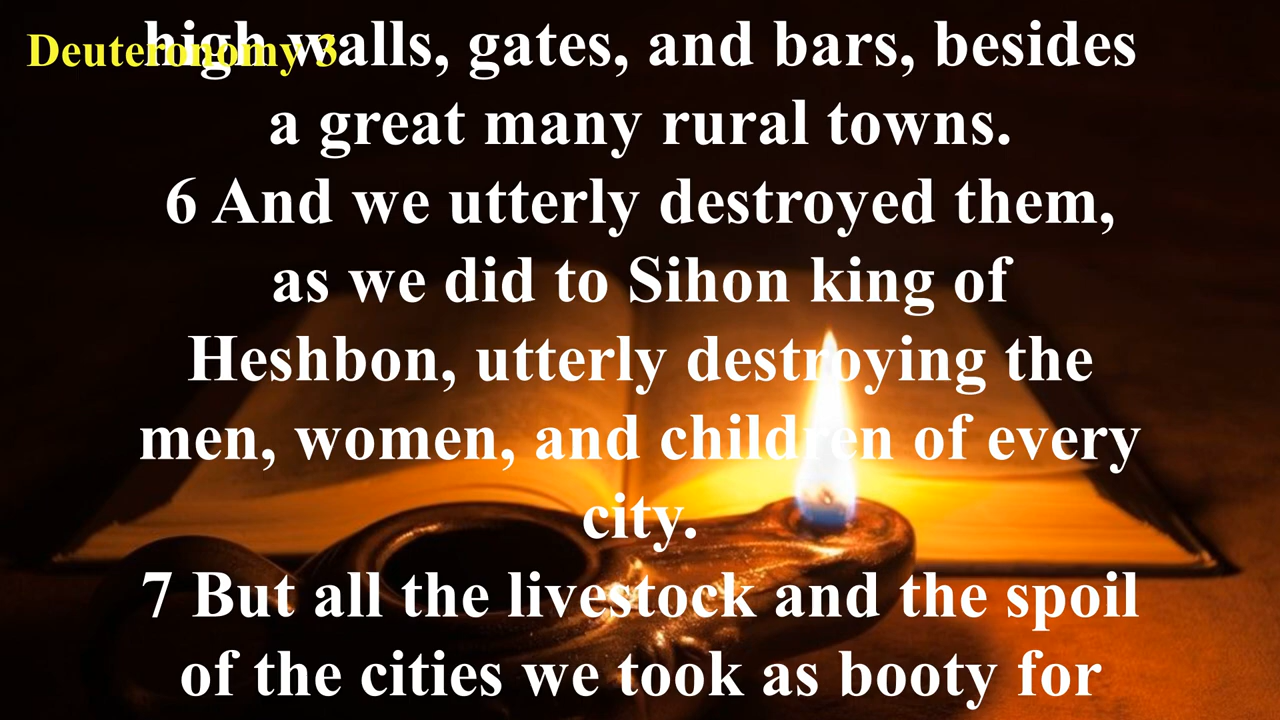 Deuteronomy 3
high walls, gates, and bars, besides
a great many rural towns.
6 And we utterly destroyed them,
as we did to Sihon king of
Heshbon, utterly destroying the
men, women, and children of every
city.
7 But all the livestock and the spoil
of the cities we took as booty for